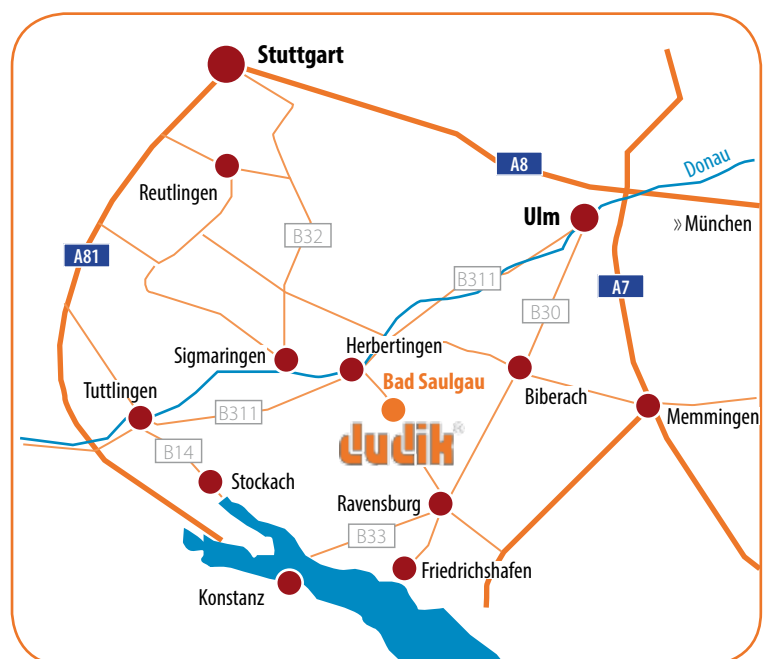 Stuttgart
A8
Donau
Reutlingen
Ulm
» München
B32
A81
B311
A7
B30
Herbertingen
Sigmaringen
Bad Saulgau
Tuttlingen
B311
Biberach
Memmingen
dudik®
B14
Stockach
Ravensburg
B33
Friedrichshafen
Konstanz